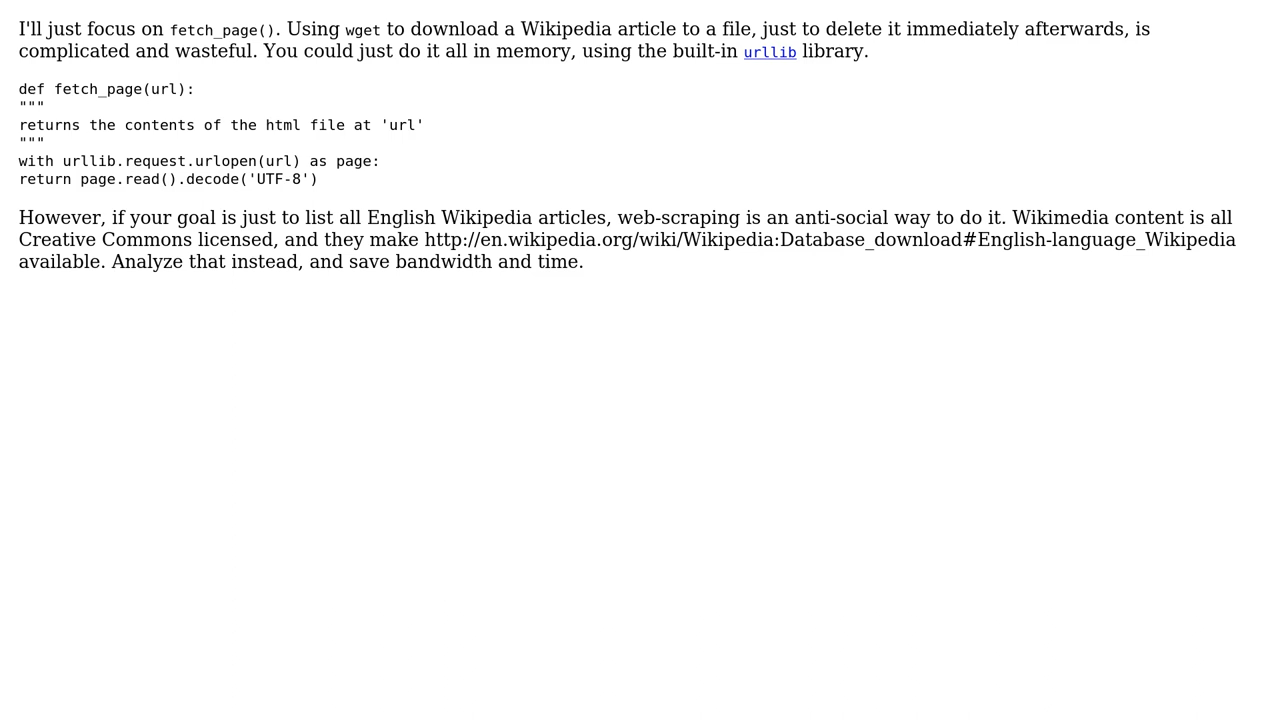 I'll just focus on fetch_page(). Using wget to download a Wikipedia article to a file, just to delete it immediately afterwards, is
complicated and wasteful. You could just do it all in memory, using the built-in urllib library.
def fetch_page(url):
"""
returns the contents of the html file at 'url'
"""
with urllib.request.urlopen(url) as page:
return page.read().decode('UTF-8')
However, if your goal is just to list all English Wikipedia articles, web-scraping is an anti-social way to do it. Wikimedia content is all
Creative Commons licensed, and they make http://en.wikipedia.org/wiki/Wikipedia:Database_download#English-language_Wikipedia
available. Analyze that instead, and save bandwidth and time.